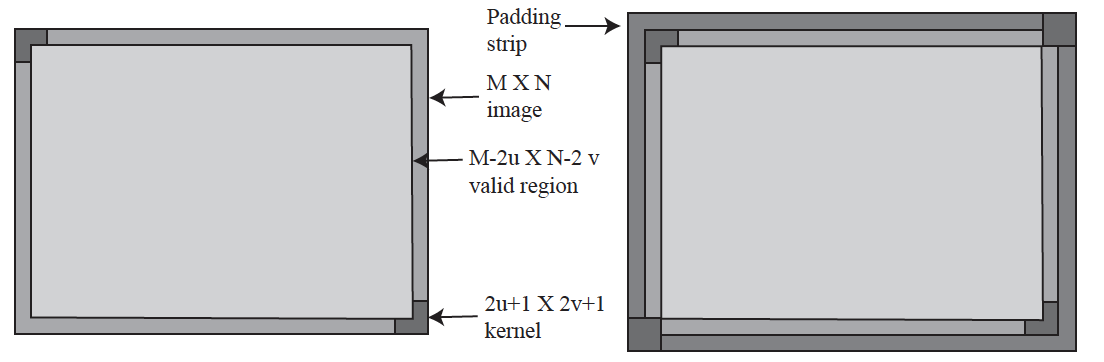 Padding
strip
M X N
image
M-2u X N-2 v
valid region
2u+1 X 2v+1
kernel